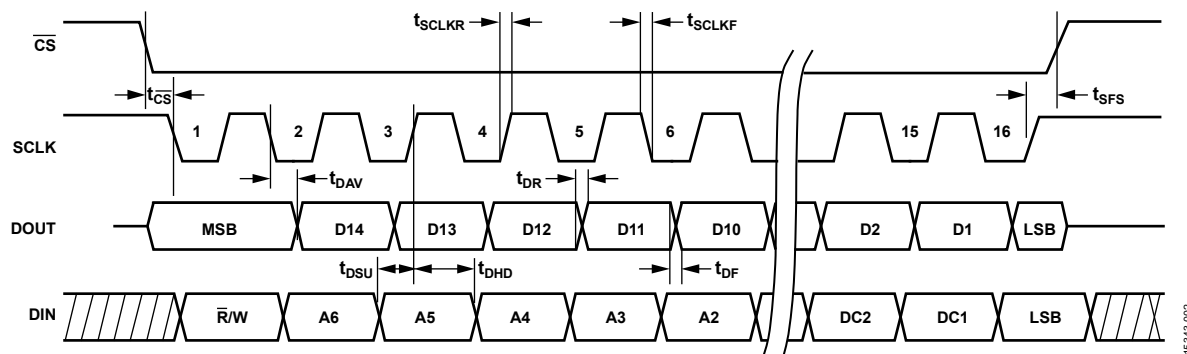 tSCLKR tSCLKF
CS
tCS tSFS
1 2 3 4 5 6 15 16
SCLK
tDAV tDR
DOUT MSB D14 D13 D12 D11 D10 D2 D1 LSB
tDSU tDHD tDF
DIN R/W A6 A5 A4 A3 A2 DC2 DC1 LSB